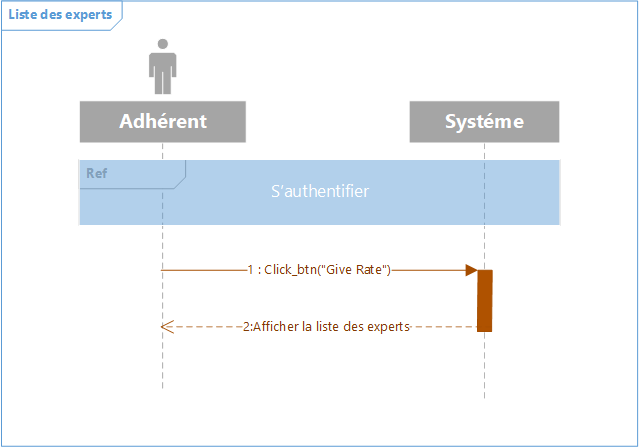 Liste des experts
Adhérent
Systéme
Ref
S'authentifier
1 : Click_btn("Give Rate")
2:Afficher la liste des experts